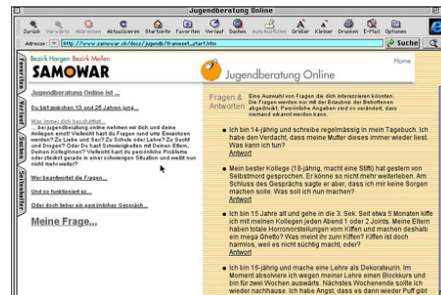 Jugendberatung Online
Zurück Vorwärts Abbrechen Aktualisieren Startseite Favoriten Verlauf Suchen AutoAusfüllen Größer Kleiner Drucken E-Mail Optionen
Adresse: http://www.samowar.ch/docs/jugendb/framost_start.htm Suche
Favoriten
Verlauf
Suchen
Seitenhalter
Bezirk Horgen Bezirk Meilen
SAMOWAR
Home
Jugendberatung Online
Jugendberatung Online ist ...
Du bist zwischen 13 und 25 Jahren jung...
Was immer dich beschäftigt...
... bei jugendberatung.online nehmen wir dich und deine
Anliegen ernst! Vielleicht hast du Fragen rund ums Erwachsen
werden? Zu Liebe und Sex? Zu Schule oder Lehre? Zu Sucht
und Drogen? Oder Du hast Schwierigkeiten mit Deinen Eltern,
Deinen KollegInnen? Vielleicht hast du persönliche Probleme
oder steckst gerade in einer schwierigen Situation und weißt nun
nicht mehr weiter?
Wer beantwortet die Fragen...
Und so funktioniert es...
Oder doch lieber ein persönliches Gespräch...
Meine Frage...
Fragen &
Antworten
Eine Auswahl von Fragen die dich interessieren könnten.
Die Fragen werden nur mit der Erlaubnis der Betroffenen
abgedruckt. Persönliche Angaben sind so verändert, dass
niemand erkannt werden kann.
Ich bin 14-jährig und schreibe regelmässig in mein Tagebuch. Ich
habe den Verdacht, dass meine Mutter dieses immer wieder liest.
Was kann ich tun?
Antwort
Mein bester Kollege (18-jährig, macht eine Stift) hat gestern von
Selbstmord gesprochen. Er könne so nicht mehr weiterleben. Am
Schluss des Gesprächs sagte er aber, dass ich mir keine Sorgen
machen solle. Was soll ich nun machen?
Antwort
Ich bin 15 Jahre alt und gehe in die 3. Sek. Seit etwa 5 Monaten kiffe
ich mit meinen Kollegen jeden Abend 1 oder 2 Joints. Meine Eltern
haben totale Horrorvorstellungen vom Kiffen und machen deshalb
ein mega Ghetto? Was meint ihr zum Kiffen? Kiffen ist doch
harmlos, weil es nicht süchtig macht, oder?
Antwort
Ich bin 16-jährig und mache eine Lehre als Dekorateurin. Im
Moment absolviere ich wegen meiner Lehre einen Blockkurs und
bin für zwei Wochen auswärts. Nächstes Wochenende sollte ich
wieder nachhause. Ich habe Angst, dass es dann wieder Puff gibt